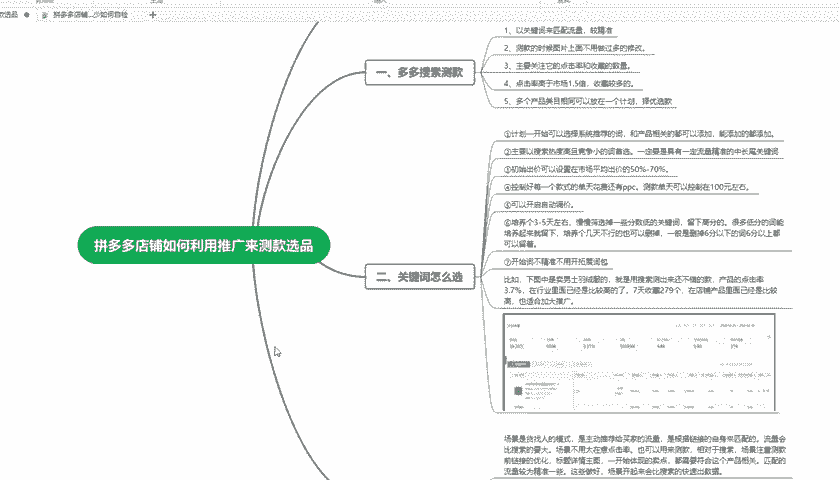 拼多多店铺...少如何自检
拼多多店铺如何利用推广来测款选品
一、多多搜索测款
1、以关键词来匹配流量，较精准
2、测款的时候图片上面不用做过多的修改。
3、主要关注它的点击率和收藏的数量。
4、点击率高于市场1.5倍，收藏较多的。
5、多个产品类目相同可以放在一个计划，择优选款
二、关键词怎么选
①计划一开始可以选择系统推荐的词，和产品相关的都可以添加，能添加的都添加。
②主要以搜索热度高且竞争小的词首选。一定要是具有一定流量精准的中长尾关键词
③初始出价可以设置在市场平均出价的50%-70%。
④控制好每一个款式的单天花费还有ppc。测款单天可以控制在100元左右。
⑤可以开启自动调价。
⑥培养个3-5天左右，慢慢筛选掉一些分数低的关键词，留下高分的。很多低分的词能
培养起来就留下，培养个几天不行的也可以删掉，一般是删掉6分以下的词6分以上都
可以留着。
⑦开始词不精准不用开拓展词包
比如，下图中是卖男士羽绒服的，就是用搜索测出来还不错的款，产品的点击率
3.7%，在行业里面已经是比较高的了，7天收藏279个，在店铺产品里面已经是比较
高，也适合加大推广。
场景是货找人的模式，是主动推荐给买家的流量，是根据链接的自身来匹配的。流量会
比搜索的要大。场景不用太在意点击率。也可以用来测款，相对于搜索，场景注意测款
前链接的优化，标题详情主图，一开始体现的卖点，都需要符合这个产品相关。匹配的
流量较为精准一些。这些做好，场景开起来会比搜索的快速出数据。